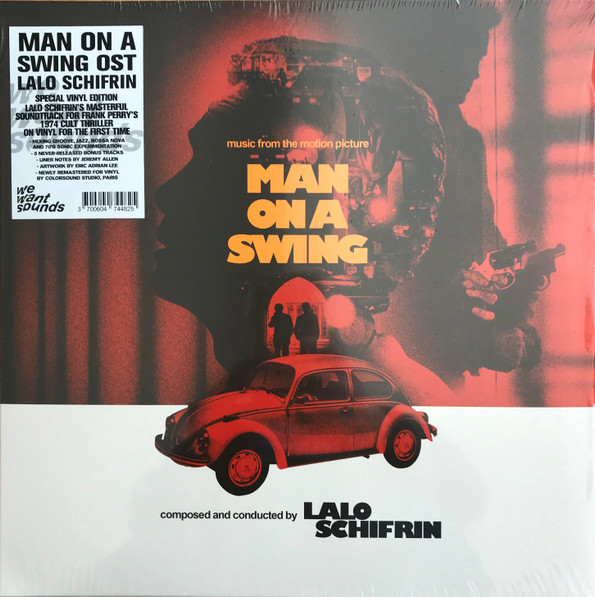 MAN ON A
SWING OST
LALO SCHIFRIN
SPECIAL VINYL EDITION
LALO SCHIFRIN'S MASTERFUL
SOUNDTRACK FOR FRANK PERRY'S
1974 CULT THRILLER
ON VINYL FOR THE FIRST TIME
- MIXING GROOVE, JAZZ, BOSSA NOVA
AND 70'S SONIC EXPERIMENTATION
- 5 NEVER-RELEASED BONUS TRACKS
- LINER NOTES BY JEREMY ALLEN
- ARTWORK BY ERIC ADRIAN LEE
- NEWLY REMASTERED FOR VINYL
BY COLORSOUND STUDIO, PARIS
we
want
sounds
3 700604 744825
we
want
sounds
music from the motion picture
MAN
ON A
SWING
composed and conducted by LALO
SCHIFRIN